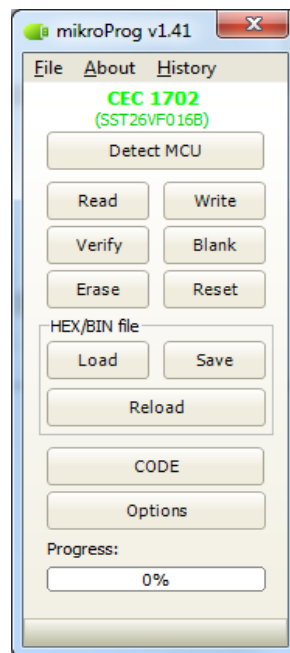 mikroProg v1.41
File About History
CEC 1702
(SST26VF016B)
Detect MCU
Read Write
Verify Blank
Erase Reset
HEX/BIN file
Load Save
Reload
CODE
Options
Progress:
0%